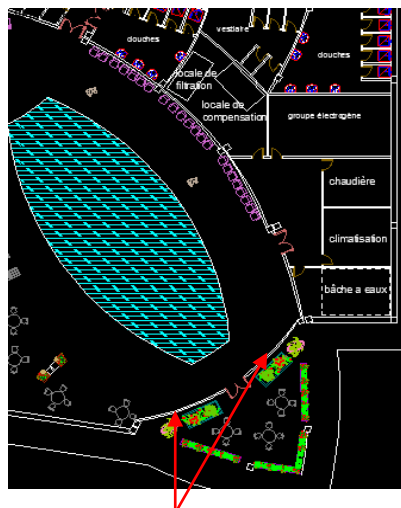 vestiaire
douches
douches
locale de
filtration
locale de
compensation
groupe électrogène
chaudière
climatisation
bâche a eaux